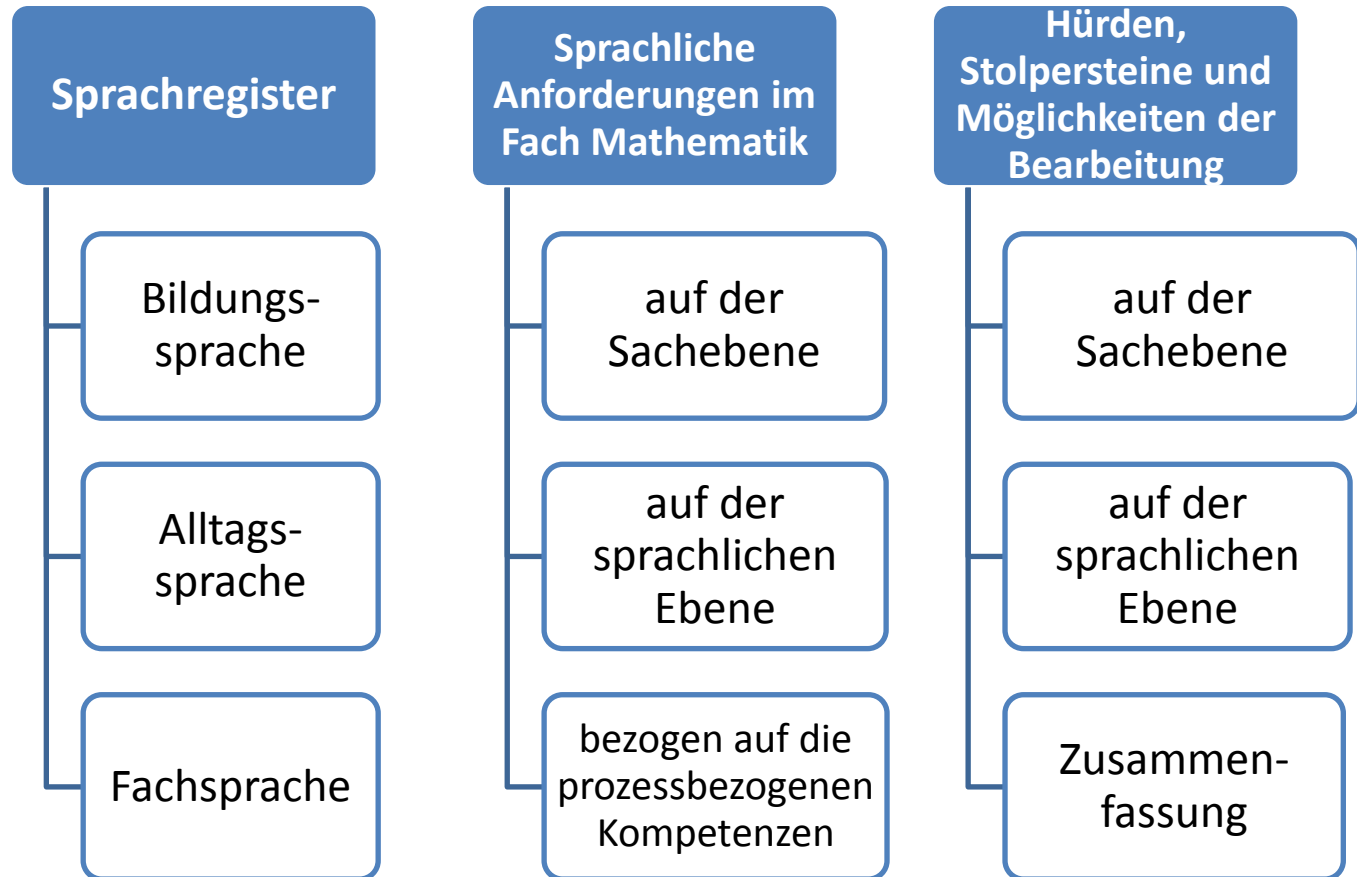 Sprachregister
Bildungs-
sprache
Alltags-
sprache
Fachsprache
Sprachliche
Anforderungen im
Fach Mathematik
auf der
Sachebene
auf der
sprachlichen
Ebene
bezogen auf die
prozessbezogenen
Kompetenzen
Hürden,
Stolpersteine und
Möglichkeiten der
Bearbeitung
auf der
Sachebene
auf der
sprachlichen
Ebene
Zusammen-
fassung